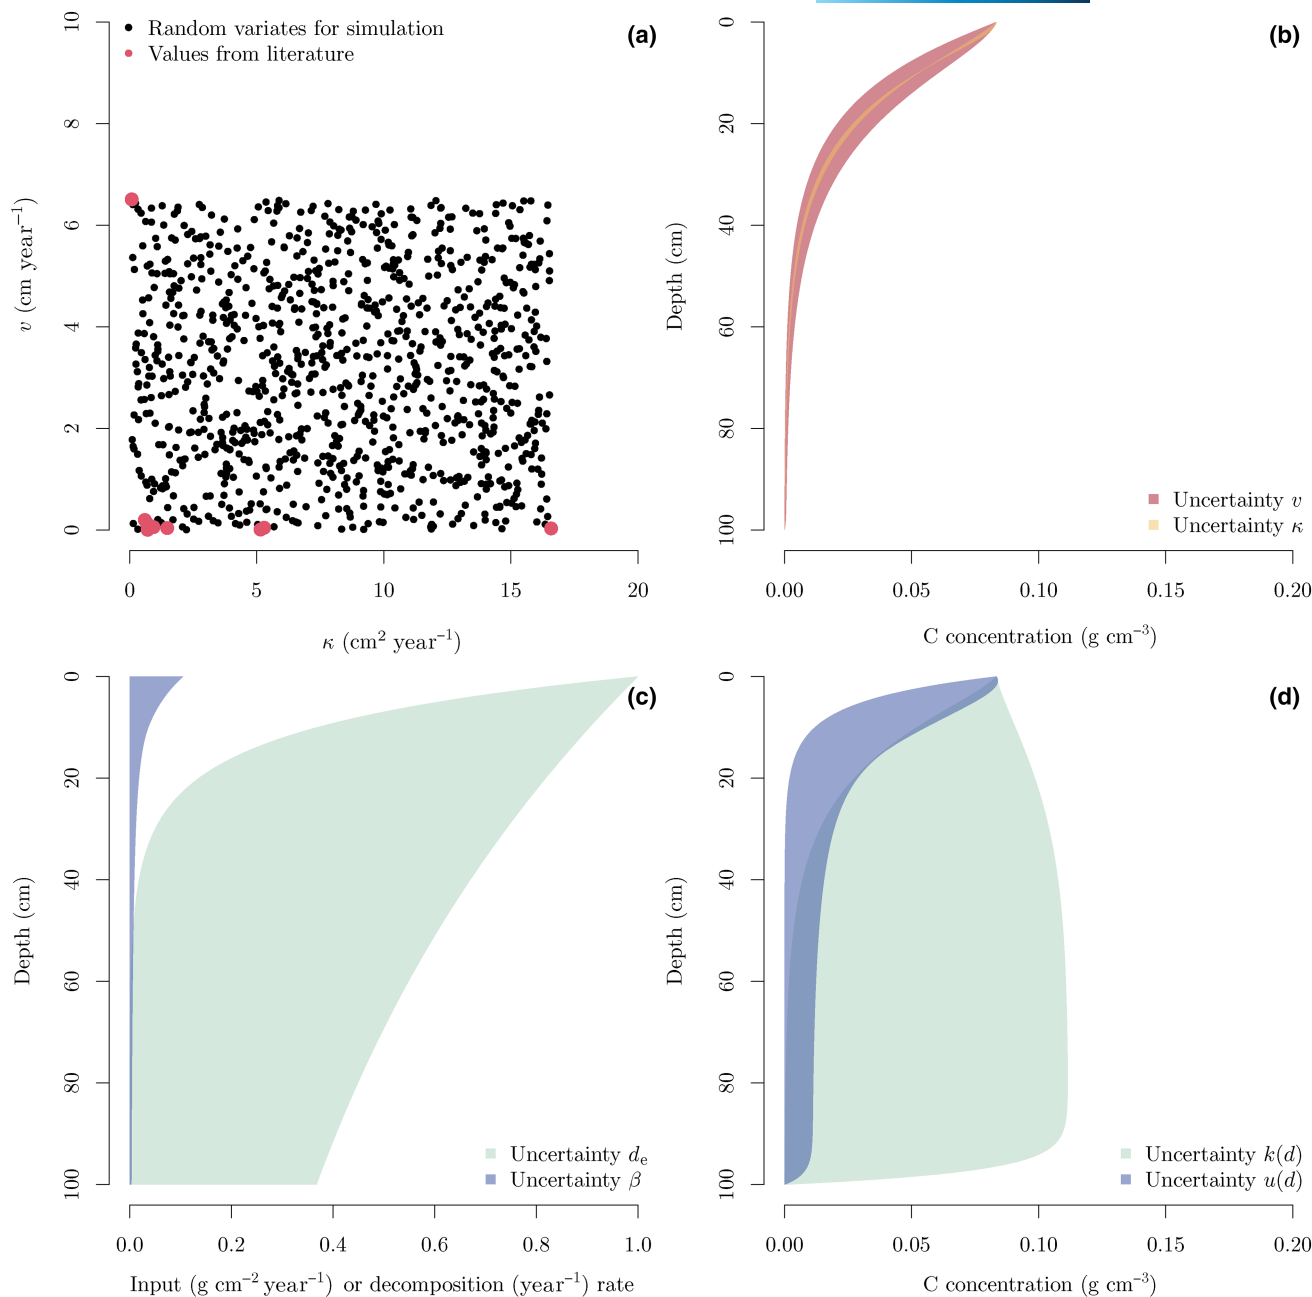 Random variates for simulation
Values from literature
(a)
10
8
6
4
2
0
v (cm year⁻¹)
0 5 10 15 20
κ (cm² year⁻¹)
(b)
0
20
40
60
80
100
Depth (cm)
Uncertainty v
Uncertainty κ
0.00 0.05 0.10 0.15 0.20
C concentration (g cm⁻³)
(c)
0
20
40
60
80
100
Depth (cm)
Uncertainty dₑ
Uncertainty β
0.0 0.2 0.4 0.6 0.8 1.0
Input (g cm⁻² year⁻¹) or decomposition (year⁻¹) rate
(d)
0
20
40
60
80
100
Depth (cm)
Uncertainty k(d)
Uncertainty u(d)
0.00 0.05 0.10 0.15 0.20
C concentration (g cm⁻³)